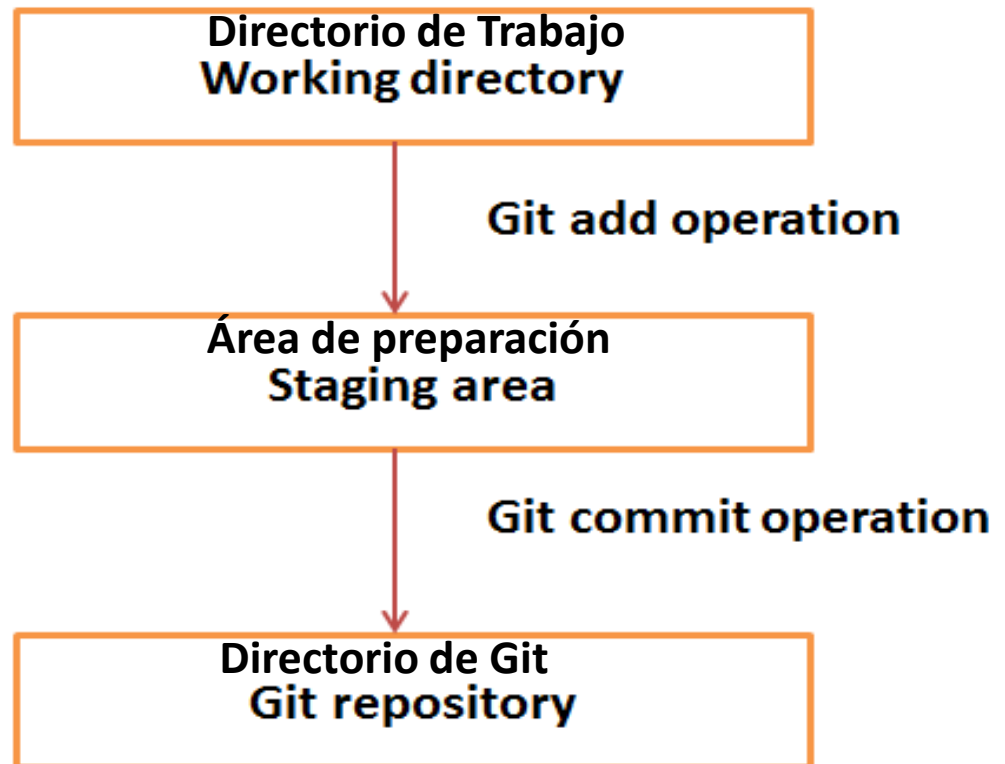 Directorio de Trabajo
Working directory
Git add operation
Área de preparación
Staging area
Git commit operation
Directorio de Git
Git repository